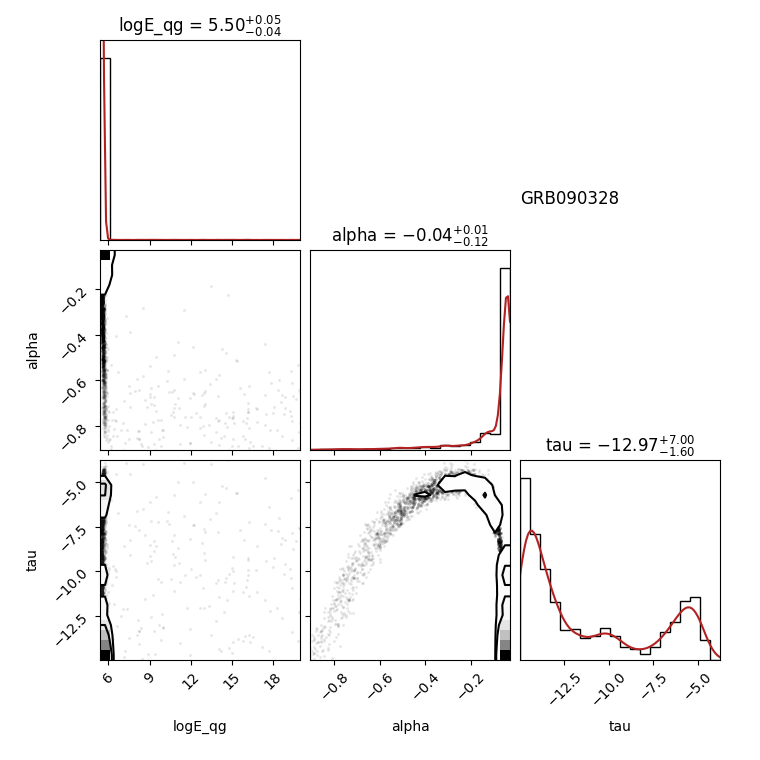 logE_qg = 5.50+0.05−0.04
GRB090328
alpha = −0.04+0.01−0.12
−0.2
−0.4
−0.6
−0.8
alpha
tau = −12.97+7.00−1.60
−5.0
−7.5
−10.0
−12.5
tau
6 9 12 15 18
−0.8 −0.6 −0.4 −0.2
−12.5 −10.0 −7.5 −5.0
logE_qg alpha tau